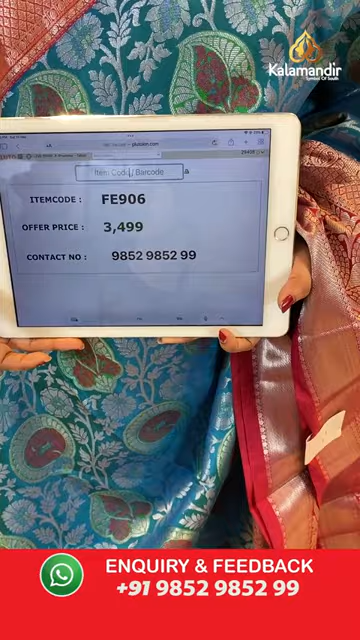 Kalamandir
Symbol Of South
Item Code / Barcode
ITEMCODE : FE906
OFFER PRICE : 3,499
CONTACT NO : 9852 9852 99
ENQUIRY & FEEDBACK
+91 9852 9852 99